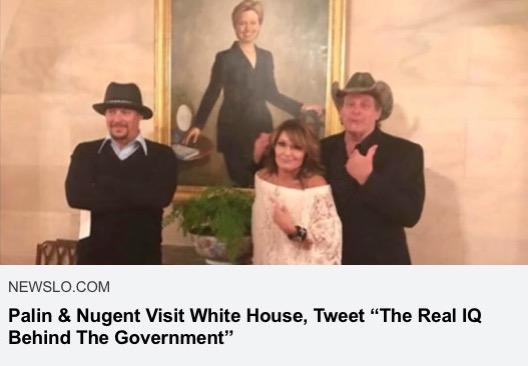 NEWSLO.COM
Palin & Nugent Visit White House, Tweet “The Real IQ
Behind The Government”